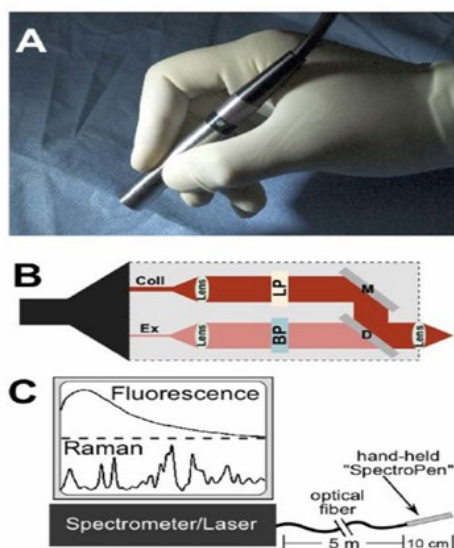 A
B
Coll
Lens
LP
M
Ex
Lens
BP
D
Lens
C
Fluorescence
Raman
hand-held
"SpectroPen"
optical
fiber
Spectrometer/Laser
5 m
10 cm